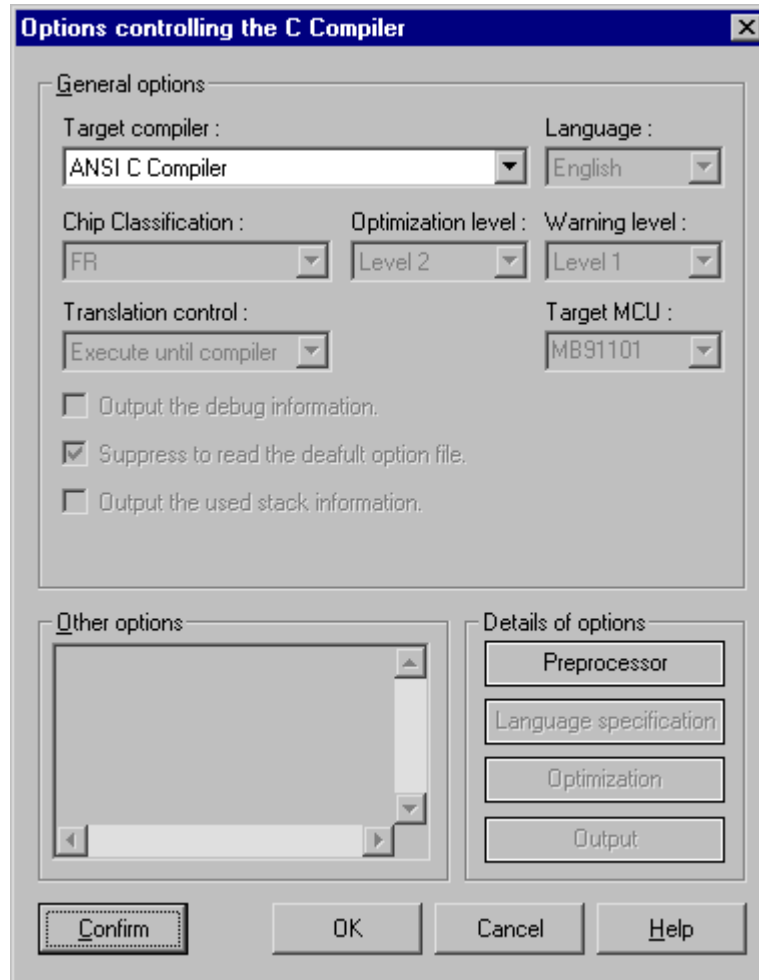 Options controlling the C Compiler
General options
Target compiler :
Language :
ANSI C Compiler
English
Chip Classification :
Optimization level :
Warning level :
FR
Level 2
Level 1
Translation control :
Target MCU :
Execute until compiler
MB91101
Output the debug information.
Suppress to read the deafult option file.
Output the used stack information.
Other options
Details of options
Preprocessor
Language specification
Optimization
Output
Confirm
OK
Cancel
Help